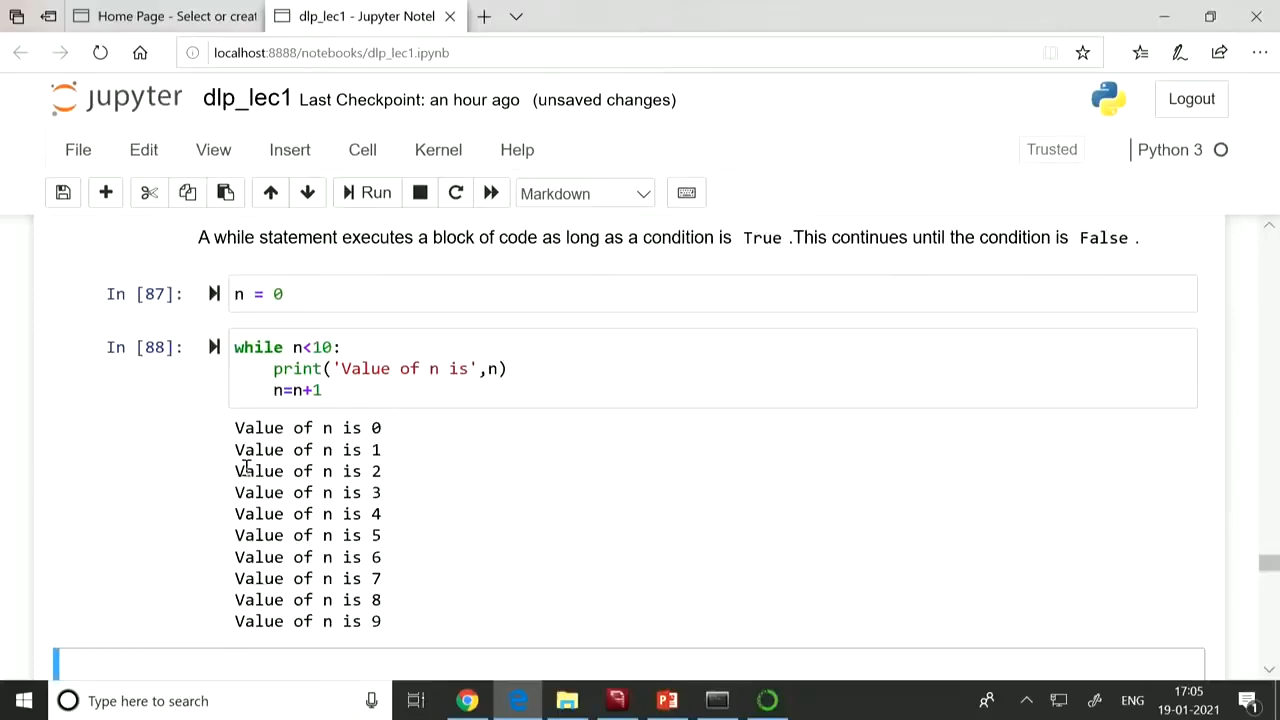 Home Page - Select or creat
dlp_lec1 - Jupyter Notel
localhost:8888/notebooks/dlp_lec1.ipynb
jupyter dlp_lec1 Last Checkpoint: an hour ago (unsaved changes)
Logout
File Edit View Insert Cell Kernel Help
Trusted
Python 3
Run
Markdown
A while statement executes a block of code as long as a condition is True .This continues until the condition is False .
In [87]: n = 0
In [88]: while n<10:
print('Value of n is',n)
n=n+1
Value of n is 0
Value of n is 1
Value of n is 2
Value of n is 3
Value of n is 4
Value of n is 5
Value of n is 6
Value of n is 7
Value of n is 8
Value of n is 9
Type here to search
ENG
17:05
19-01-2021
1